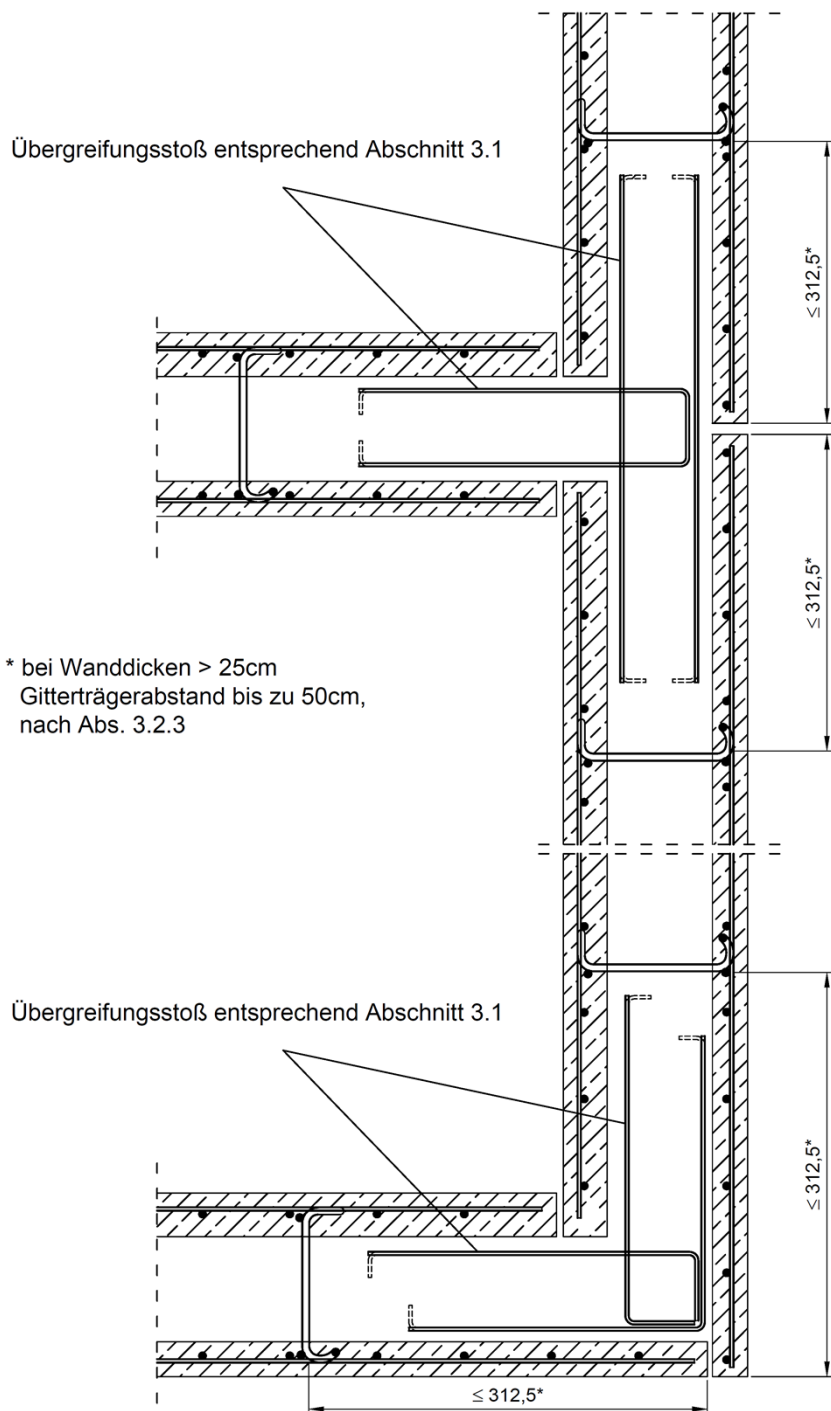 Übergreifungsstoß entsprechend Abschnitt 3.1
≤ 312,5*
≤ 312,5*
* bei Wanddicken > 25cm
Gitterträgerabstand bis zu 50cm,
nach Abs. 3.2.3
Übergreifungsstoß entsprechend Abschnitt 3.1
≤ 312,5*
≤ 312,5*